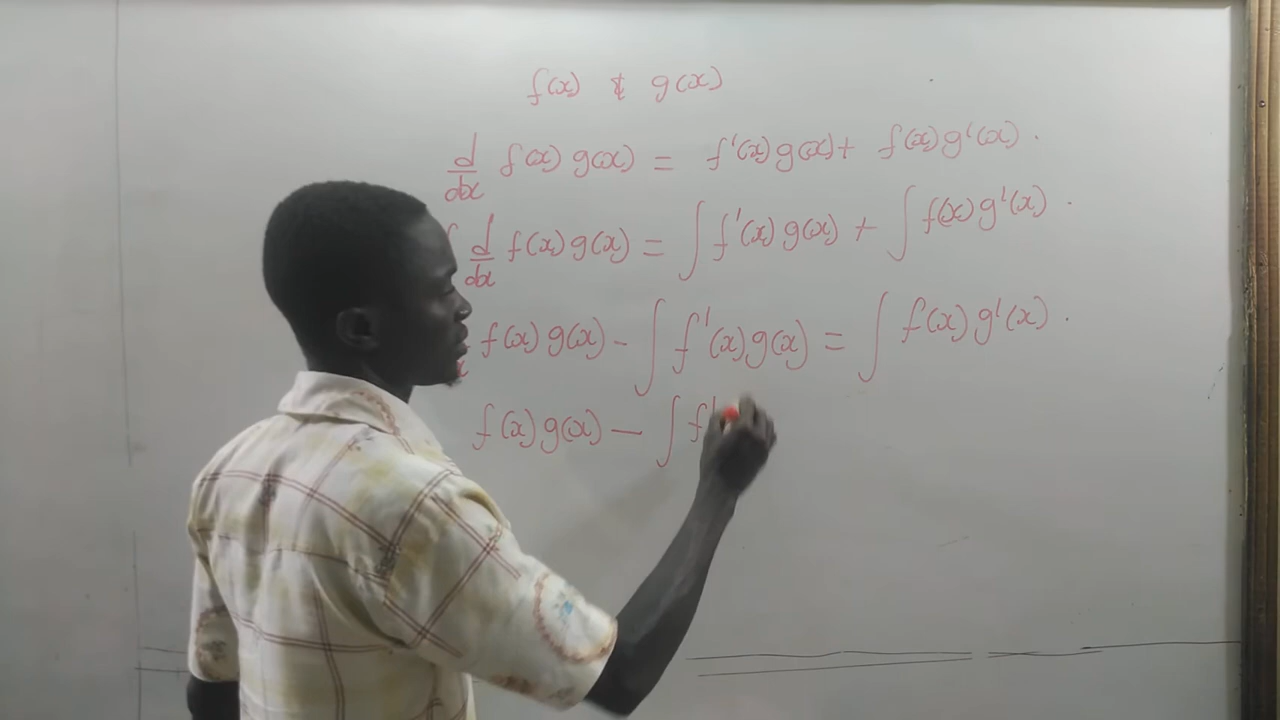 f(x) & g(x)
d/dx f(x) g(x) = f'(x) g(x) + f(x) g'(x) .
∫ d/dx f(x) g(x) = ∫ f'(x) g(x) + ∫ f(x) g'(x) .
f(x) g(x) - ∫ f'(x) g(x) = ∫ f(x) g'(x) .
f(x) g(x) — ∫ f'